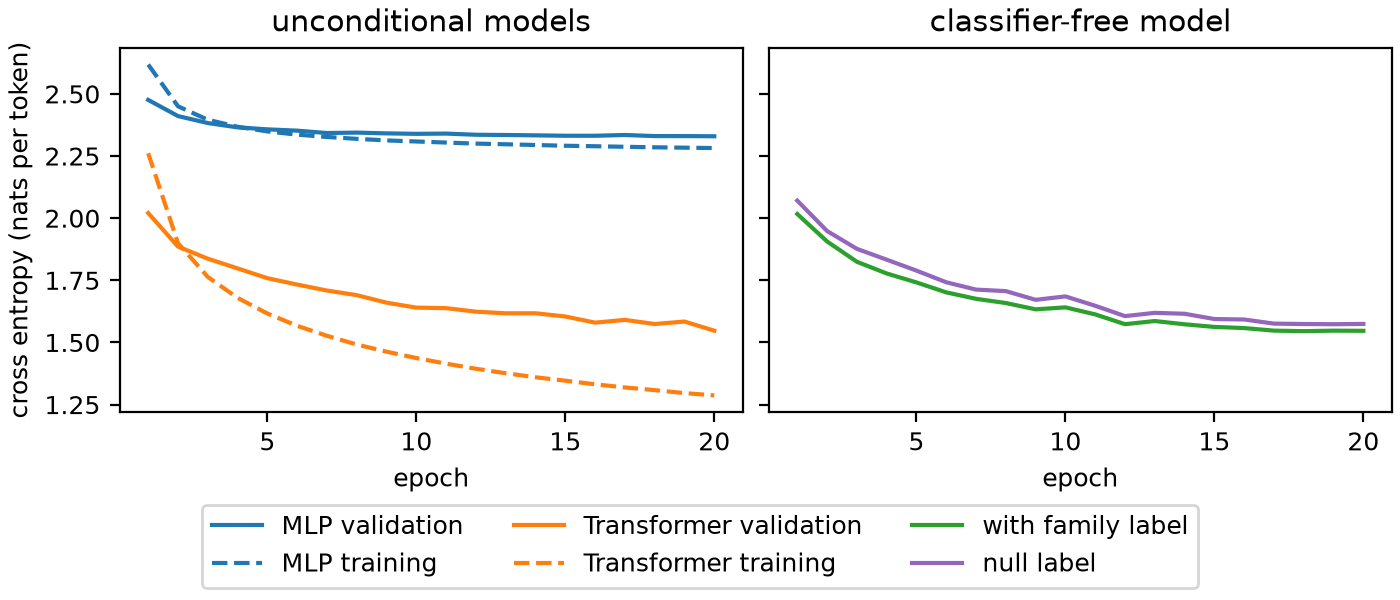 unconditional models
classifier-free model
cross entropy (nats per token)
2.50
2.25
2.00
1.75
1.50
1.25
5 10 15 20
5 10 15 20
epoch
epoch
MLP validation
MLP training
Transformer validation
Transformer training
with family label
null label